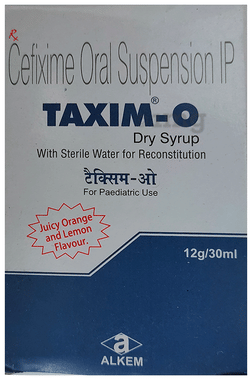 Rx
Cefixime Oral Suspension IP
TAXIM®-O
Dry Syrup
With Sterile Water for Reconstitution
टैक्सिम-ओ
For Paediatric Use
Juicy Orange
and Lemon
Flavour.
12g/30ml
a
ALKEM